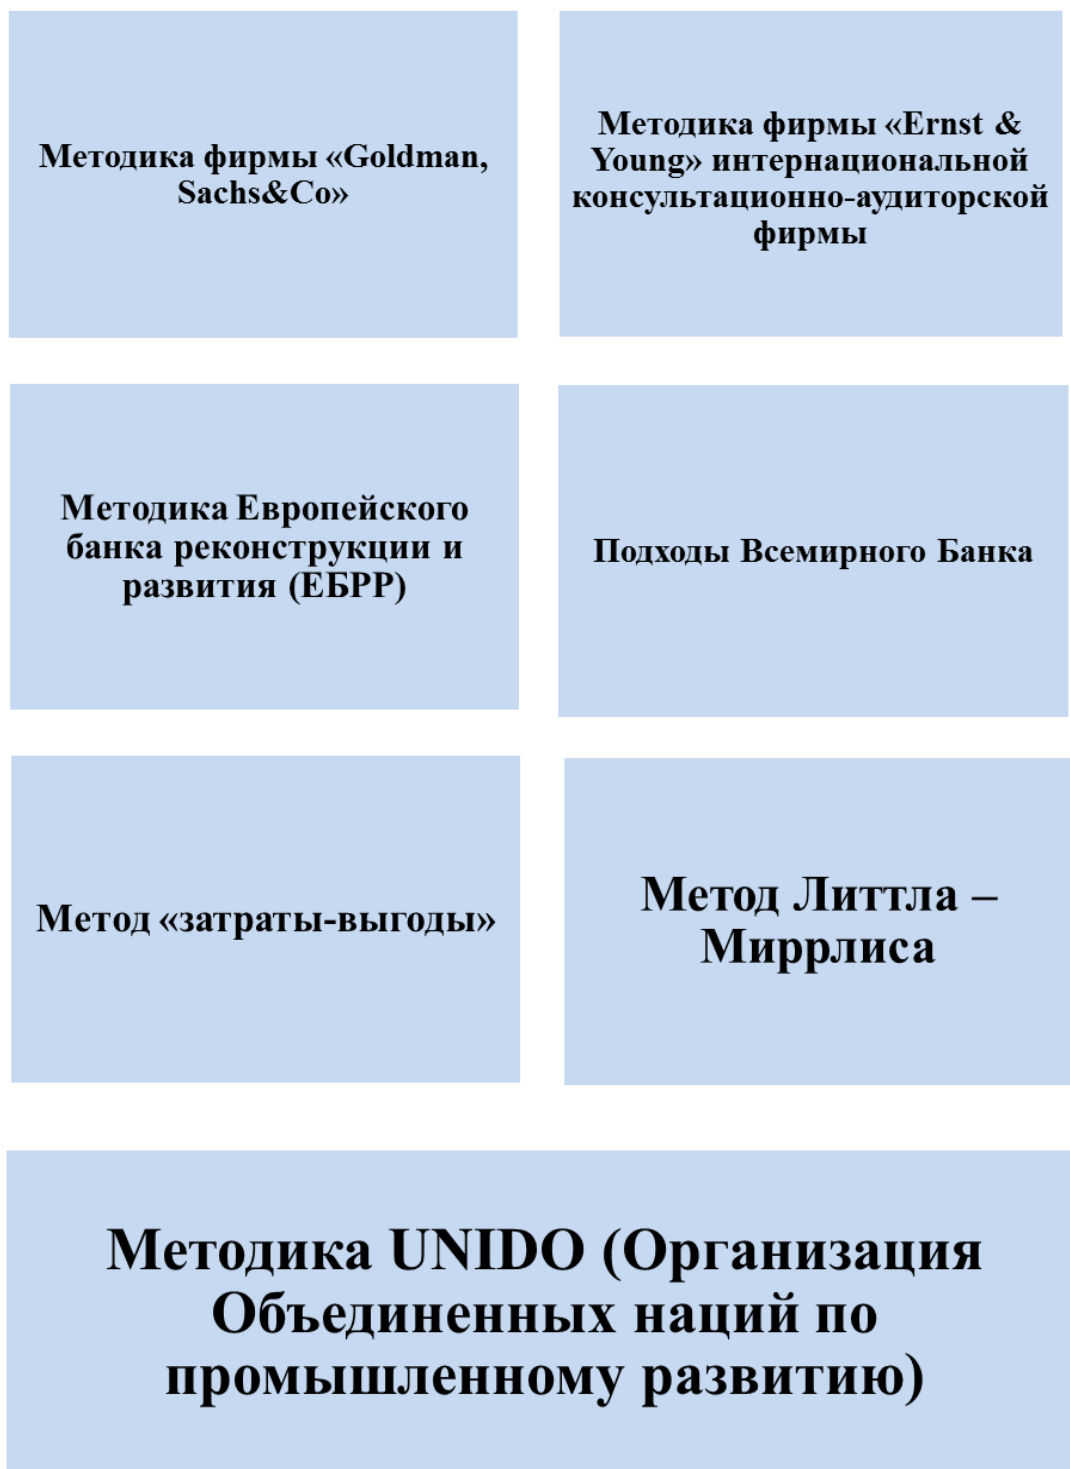 Методика фирмы «Goldman,
Sachs&Co»
Методика фирмы «Ernst &
Young» интернациональной
консультационно-аудиторской
фирмы
Методика Европейского
банка реконструкции и
развития (ЕБРР)
Подходы Всемирного Банка
Метод «затраты-выгоды»
Метод Литтла –
Миррлиса
Методика UNIDO (Организация
Объединенных наций по
промышленному развитию)